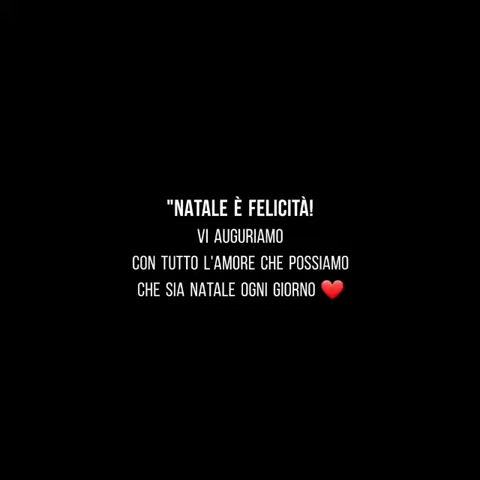 "NATALE È FELICITÀ!
VI AUGURIAMO
CON TUTTO L'AMORE CHE POSSIAMO
CHE SIA NATALE OGNI GIORNO ❤️